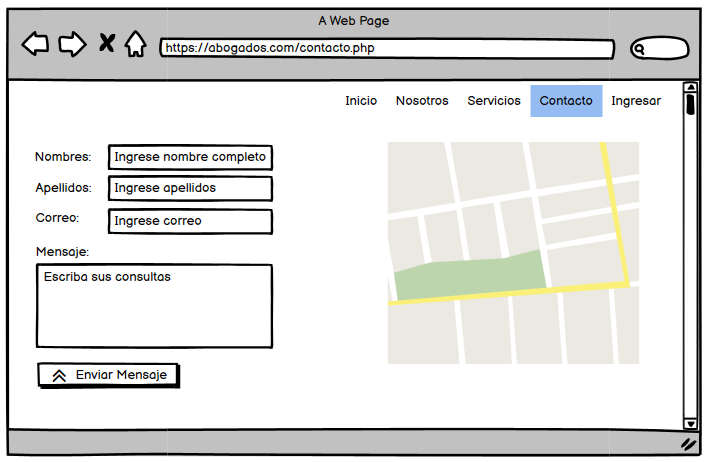 A Web Page
https://abogados.com/contacto.php
Inicio Nosotros Servicios Contacto Ingresar
Nombres: Ingrese nombre completo
Apellidos: Ingrese apellidos
Correo: Ingrese correo
Mensaje:
Escriba sus consultas
Enviar Mensaje